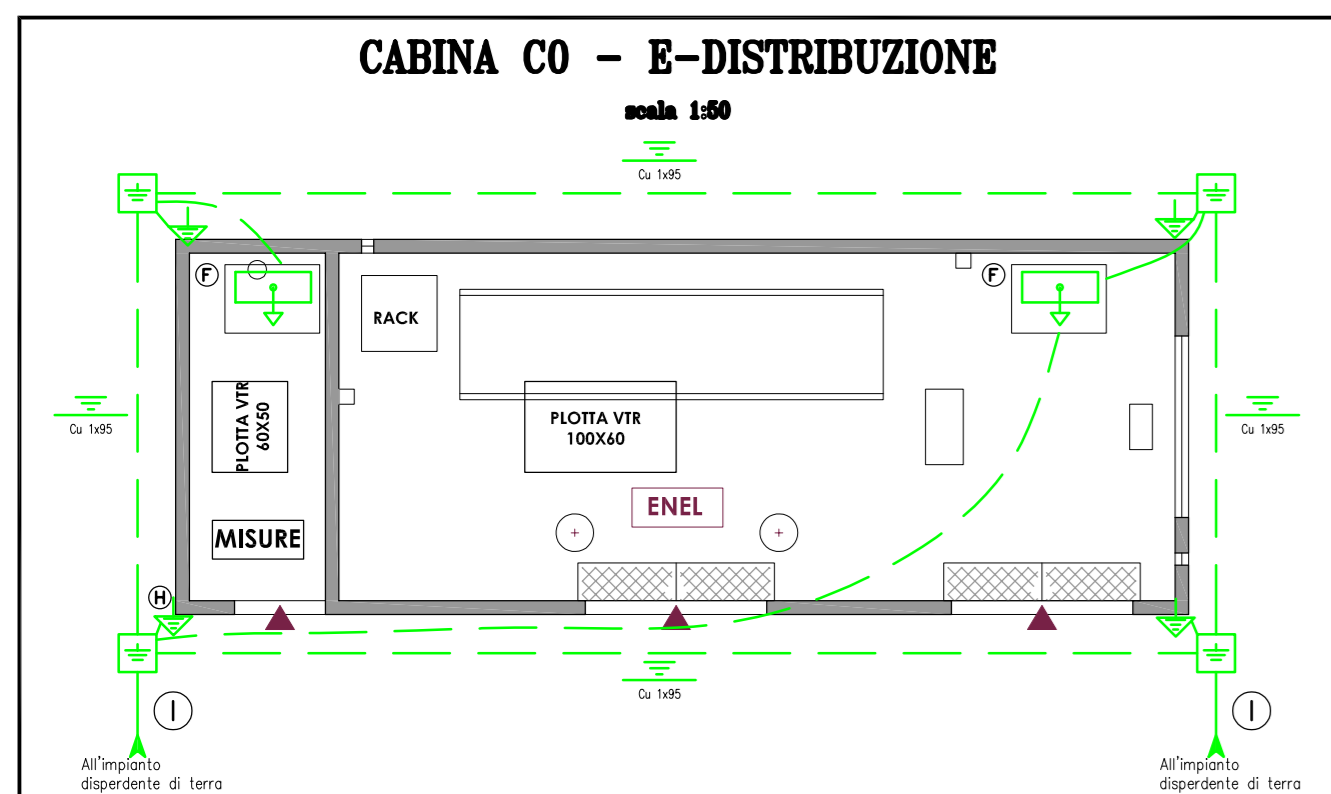 CABINA C0 - E-DISTRIBUZIONE
scala 1:50
Cu 1x95
F
F
RACK
PLOTTA VTR
60X50
PLOTTA VTR
100X60
Cu 1x95
Cu 1x95
ENEL
MISURE
H
Cu 1x95
I
I
All'impianto
disperdente di terra
All'impianto
disperdente di terra